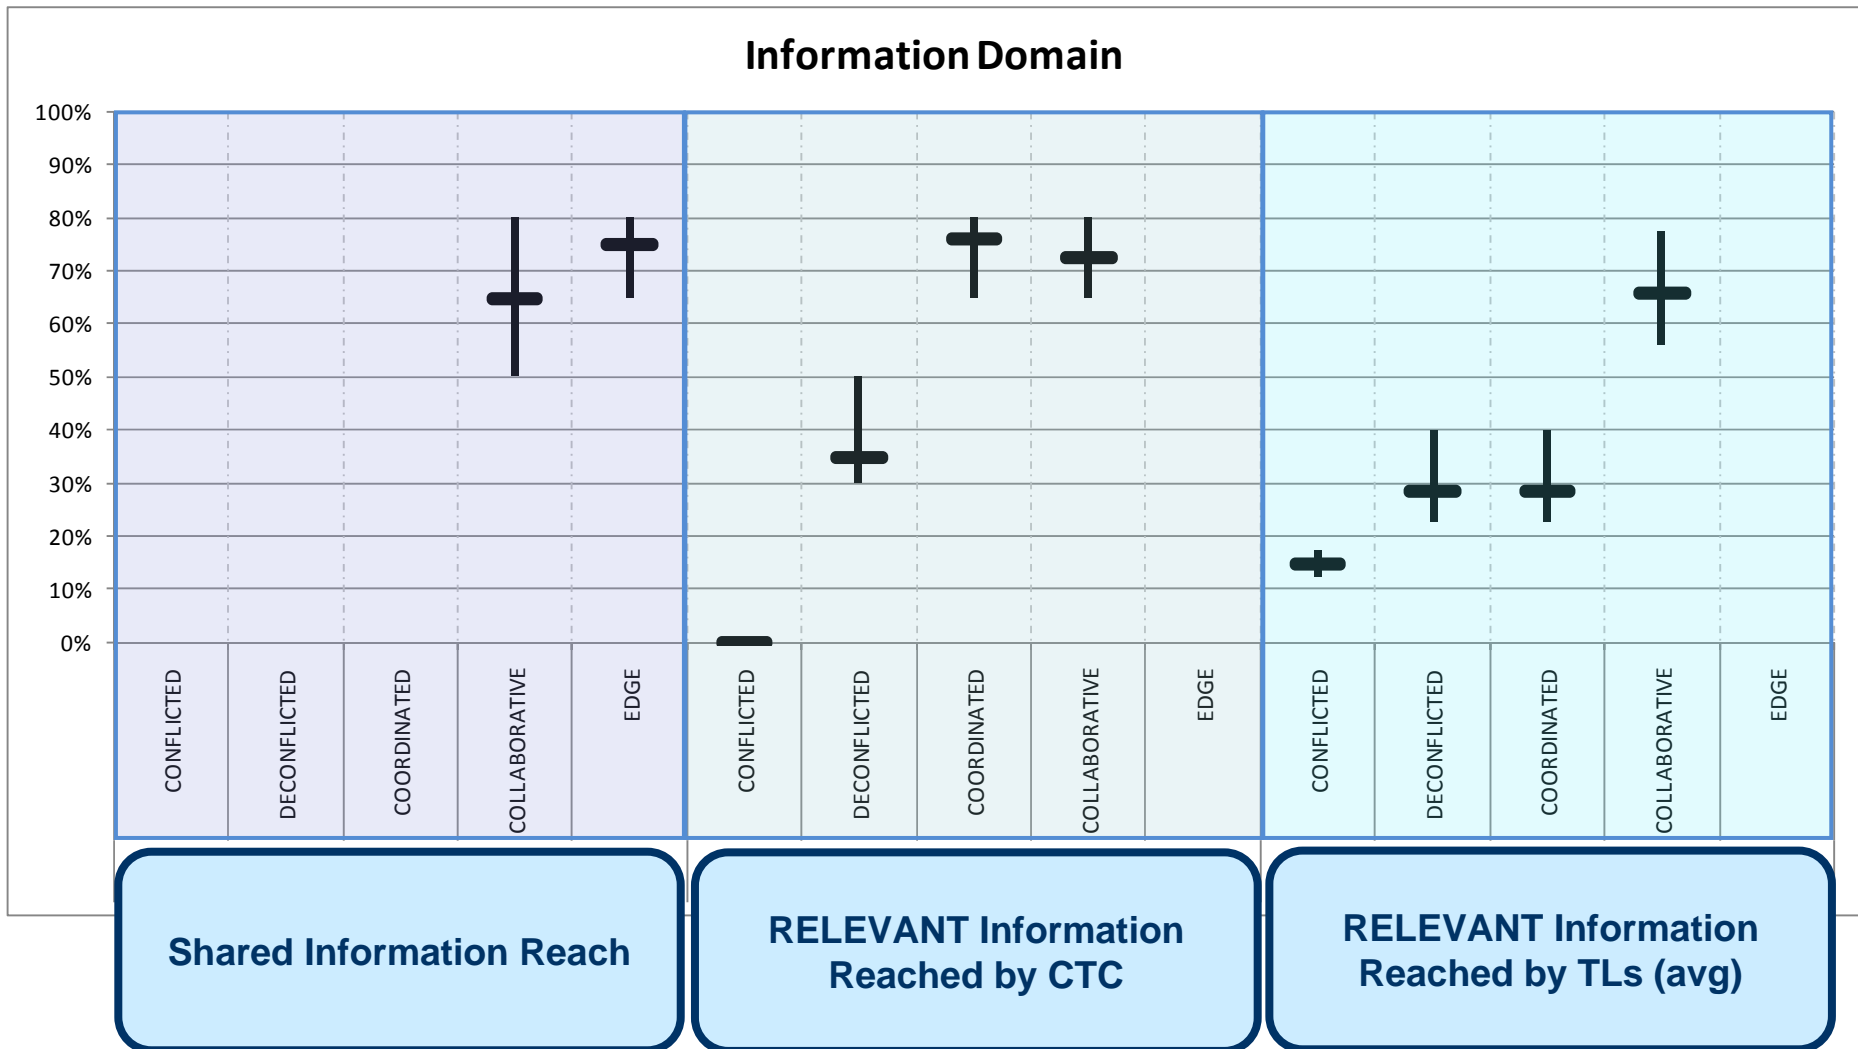 Information Domain
100%
90%
80%
70%
60%
50%
40%
30%
20%
10%
0%
CONFLICTED
DECONFLICTED
COORDINATED
COLLABORATIVE
EDGE
CONFLICTED
DECONFLICTED
COORDINATED
COLLABORATIVE
EDGE
CONFLICTED
DECONFLICTED
COORDINATED
COLLABORATIVE
EDGE
Shared Information Reach
RELEVANT Information
Reached by CTC
RELEVANT Information
Reached by TLs (avg)